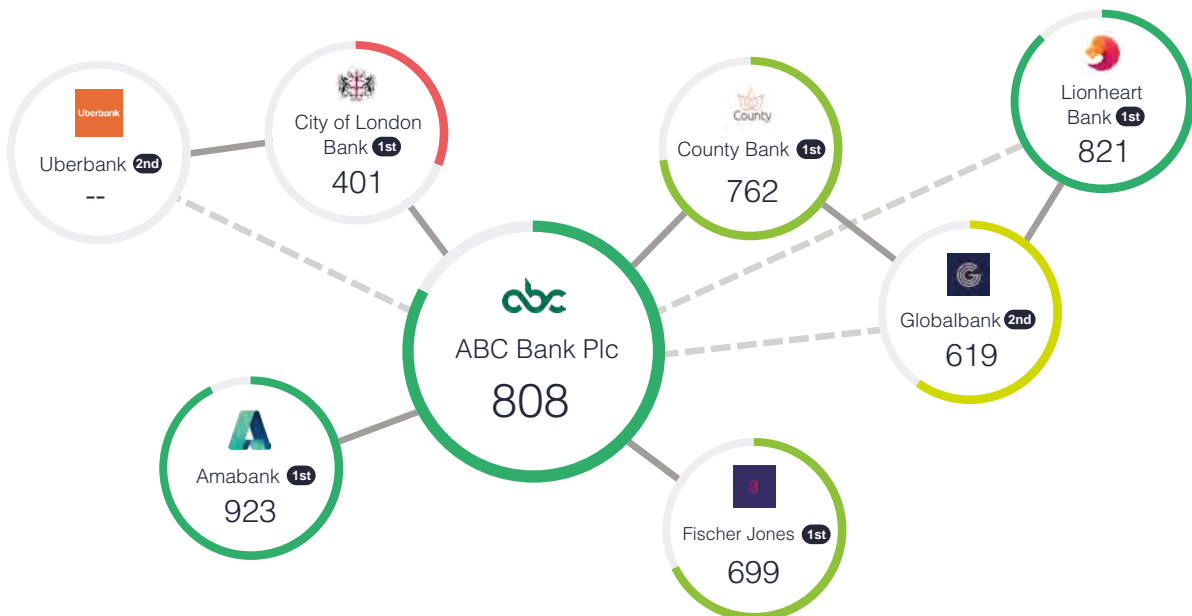 Uberbank
Uberbank 2nd
--
City of London
Bank 1st
401
County
County Bank 1st
762
Lionheart
Bank 1st
821
abc
ABC Bank Plc
808
G
Globalbank 2nd
619
A
Amabank 1st
923
Fischer Jones 1st
699